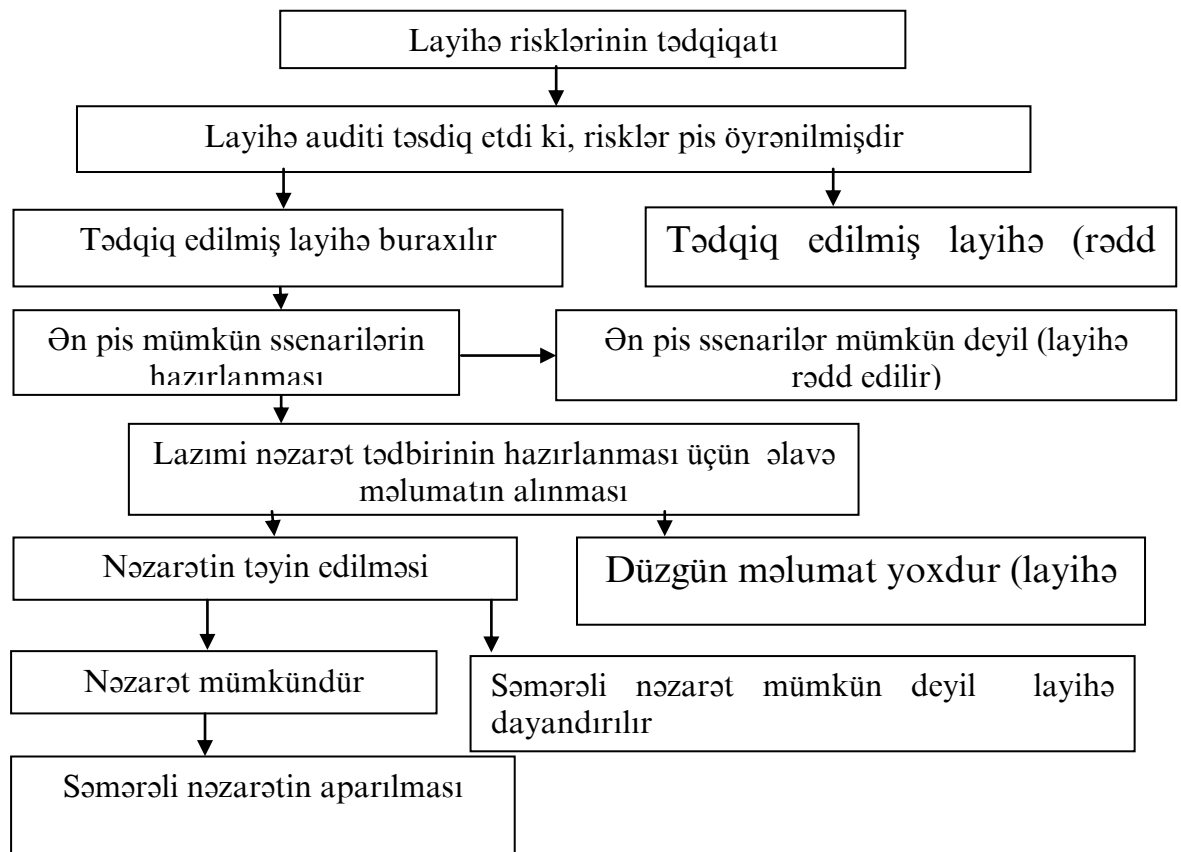 Layihə risklərinin tədqiqatı
Layihə auditi təsdiq etdi ki, risklər pis öyrənilmişdir
Tədqiq edilmiş layihə buraxılır
Tədqiq edilmiş layihə (rədd
Ən pis mümkün ssenarilərin
hazırlanması
Ən pis ssenarilər mümkün deyil (layihə
rədd edilir)
Lazımi nəzarət tədbirinin hazırlanması üçün əlavə
məlumatın alınması
Nəzarətin təyin edilməsi
Düzgün məlumat yoxdur (layihə
Nəzarət mümkündür
Səmərəli nəzarət mümkün deyil layihə
dayandırılır
Səmərəli nəzarətin aparılması